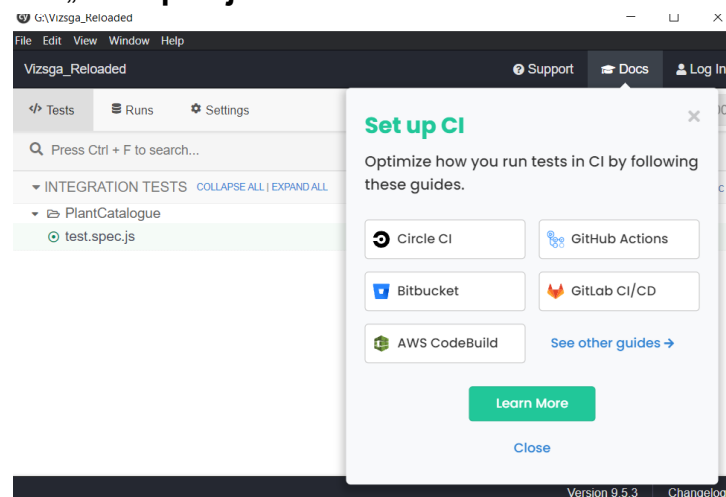 G:\Vizsga_Reloaded
File Edit View Window Help
Vizsga_Reloaded
Support Docs Log In
Tests Runs Settings
Press Ctrl + F to search...
INTEGRATION TESTS COLLAPSE ALL | EXPAND ALL
PlantCatalogue
test.spec.js
Set up CI
Optimize how you run tests in CI by following
these guides.
Circle CI GitHub Actions
Bitbucket GitLab CI/CD
AWS CodeBuild See other guides
Learn More
Close
Version 9.5.3 Changelog